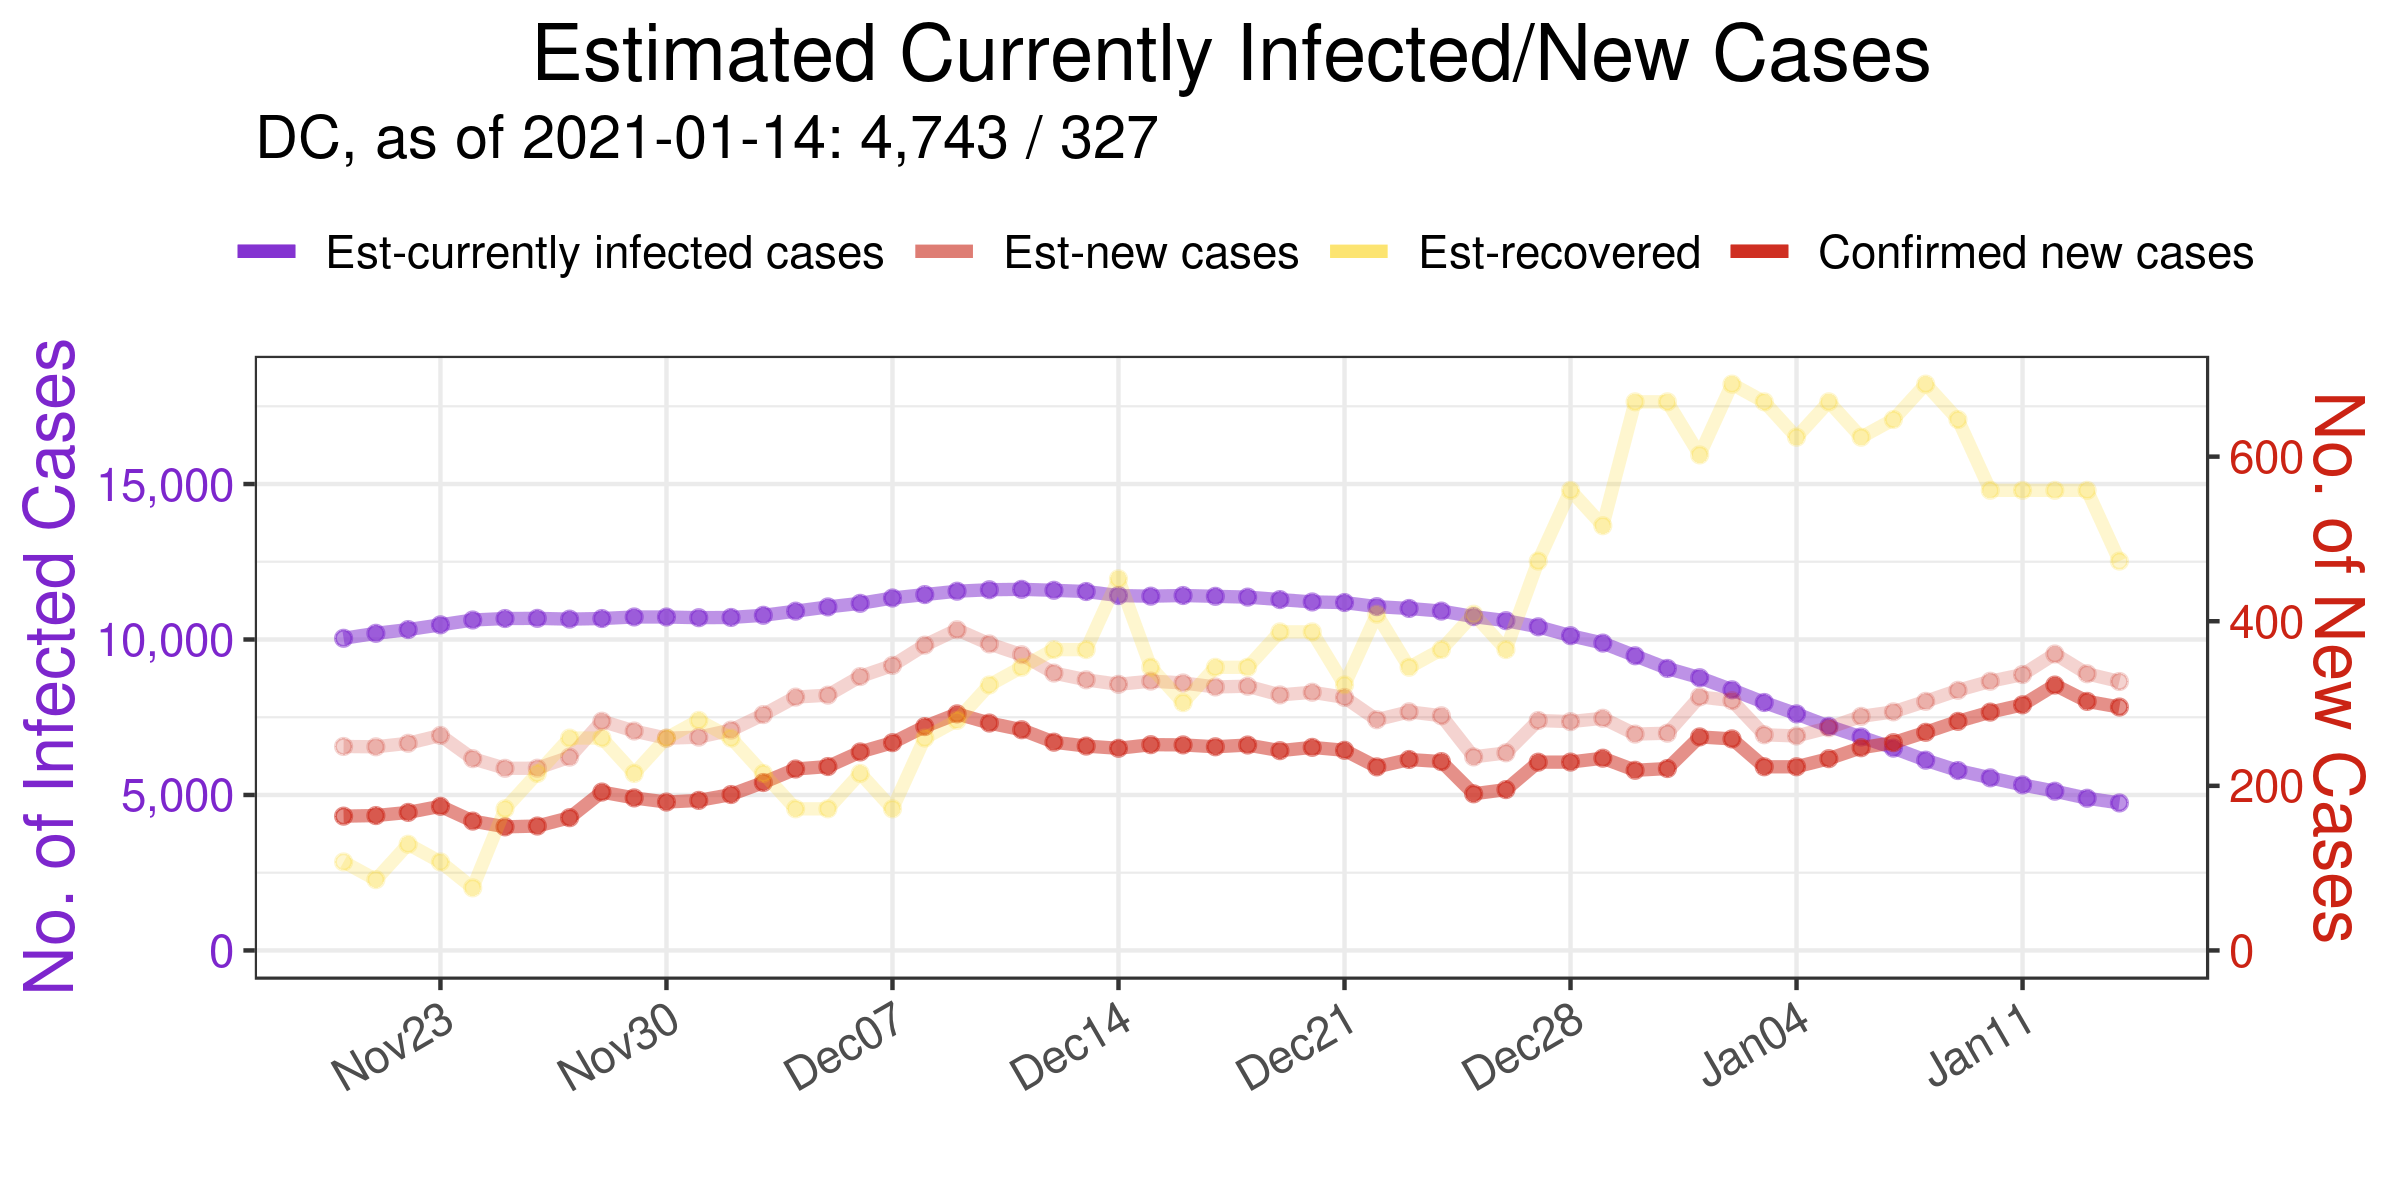 Estimated Currently Infected/New Cases
DC, as of 2021-01-14: 4,743 / 327
Est-currently infected cases Est-new cases Est-recovered Confirmed new cases
No. of Infected Cases
15,000
10,000
5,000
0
600
400
200
0
No. of New Cases
Nov23 Nov30 Dec07 Dec14 Dec21 Dec28 Jan04 Jan11